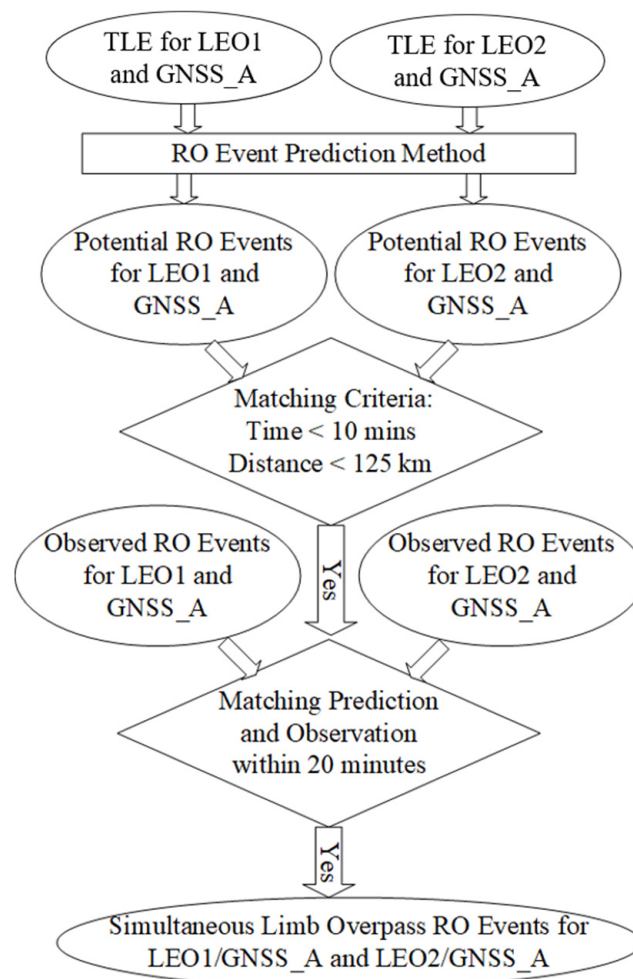 TLE for LEO1
and GNSS_A
TLE for LEO2
and GNSS_A
RO Event Prediction Method
Potential RO Events
for LEO1 and
GNSS_A
Potential RO Events
for LEO2 and
GNSS_A
Matching Criteria:
Time < 10 mins
Distance < 125 km
Observed RO Events
for LEO1 and
GNSS_A
Yes
Observed RO Events
for LEO2 and
GNSS_A
Matching Prediction
and Observation
within 20 minutes
Yes
Simultaneous Limb Overpass RO Events for
LEO1/GNSS_A and LEO2/GNSS_A